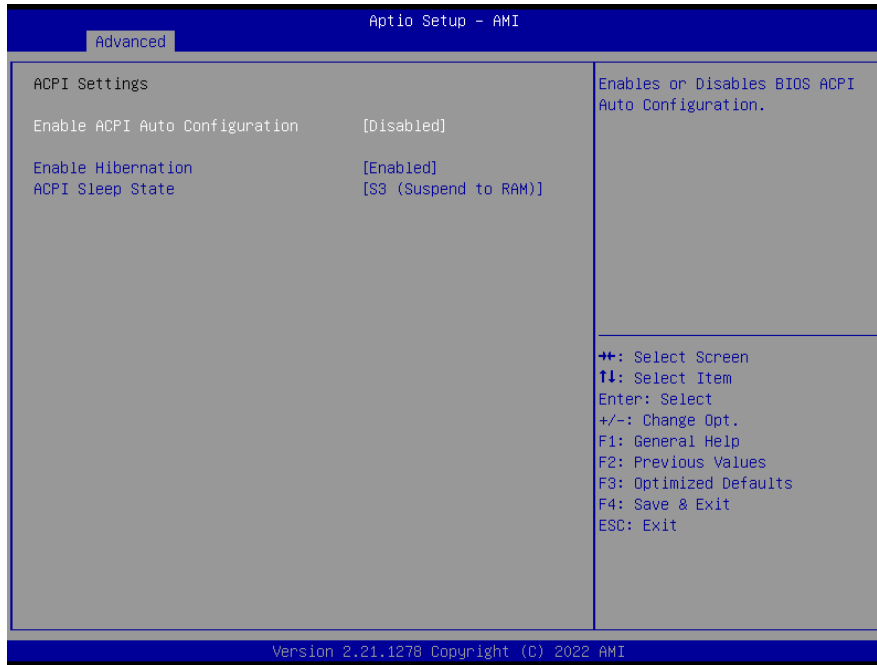 Aptio Setup – AMI
Advanced
ACPI Settings
Enable ACPI Auto Configuration [Disabled]
Enable Hibernation [Enabled]
ACPI Sleep State [S3 (Suspend to RAM)]
Enables or Disables BIOS ACPI
Auto Configuration.
→←: Select Screen
↑↓: Select Item
Enter: Select
+/-: Change Opt.
F1: General Help
F2: Previous Values
F3: Optimized Defaults
F4: Save & Exit
ESC: Exit
Version 2.21.1278 Copyright (C) 2022 AMI